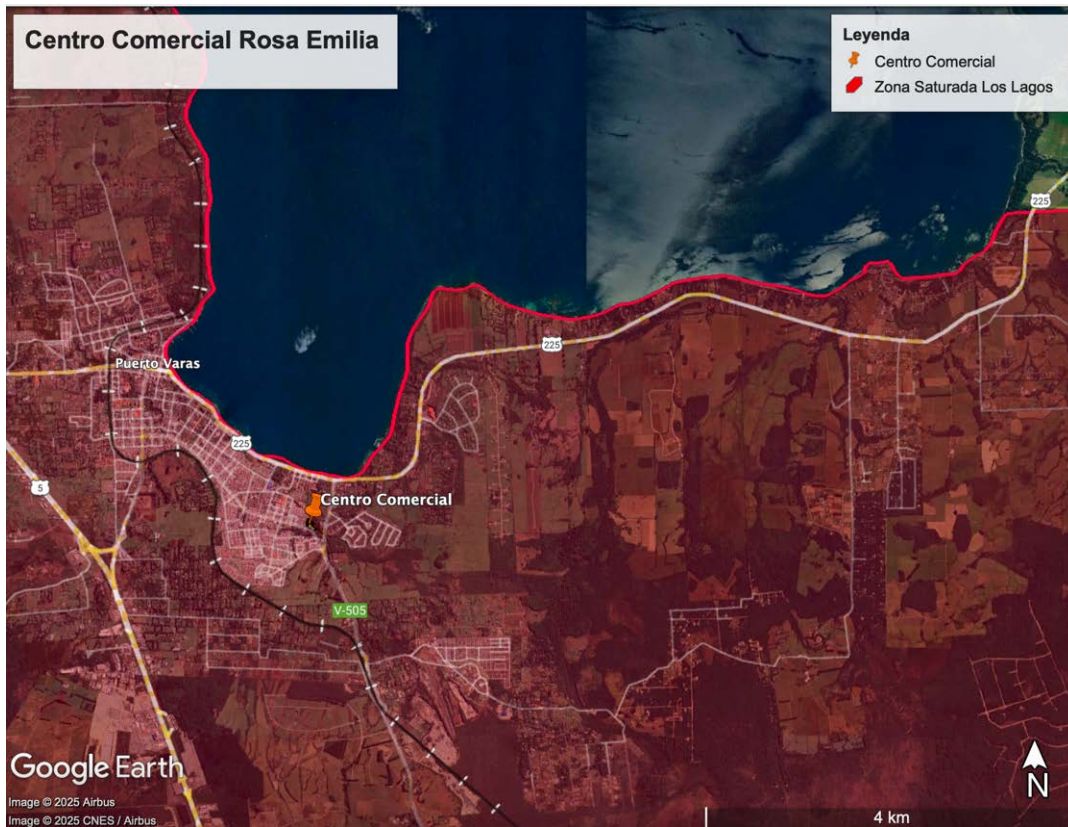 Centro Comercial Rosa Emilia
Leyenda
Centro Comercial
Zona Saturada Los Lagos
225
225
Puerto Varas
225
5
Centro Comercial
V-505
Google Earth
Image © 2025 Airbus
Image © 2025 CNES / Airbus
4 km
N